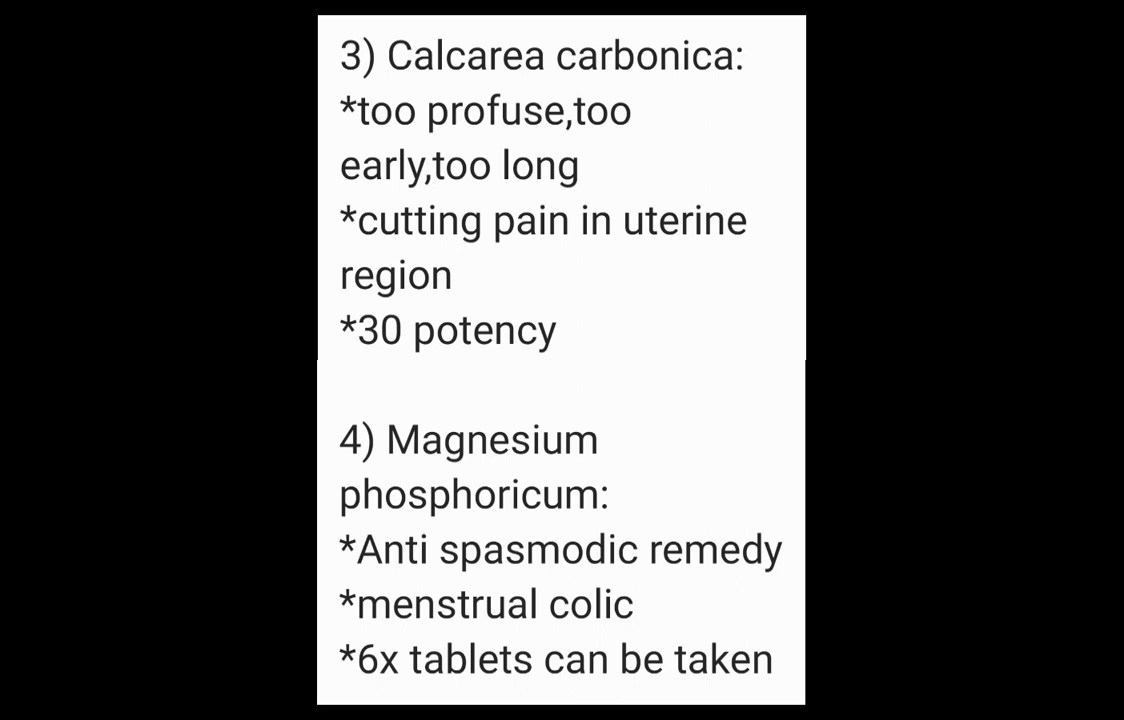 3) Calcarea carbonica:
*too profuse,too
early,too long
*cutting pain in uterine
region
*30 potency
4) Magnesium
phosphoricum:
*Anti spasmodic remedy
*menstrual colic
*6x tablets can be taken